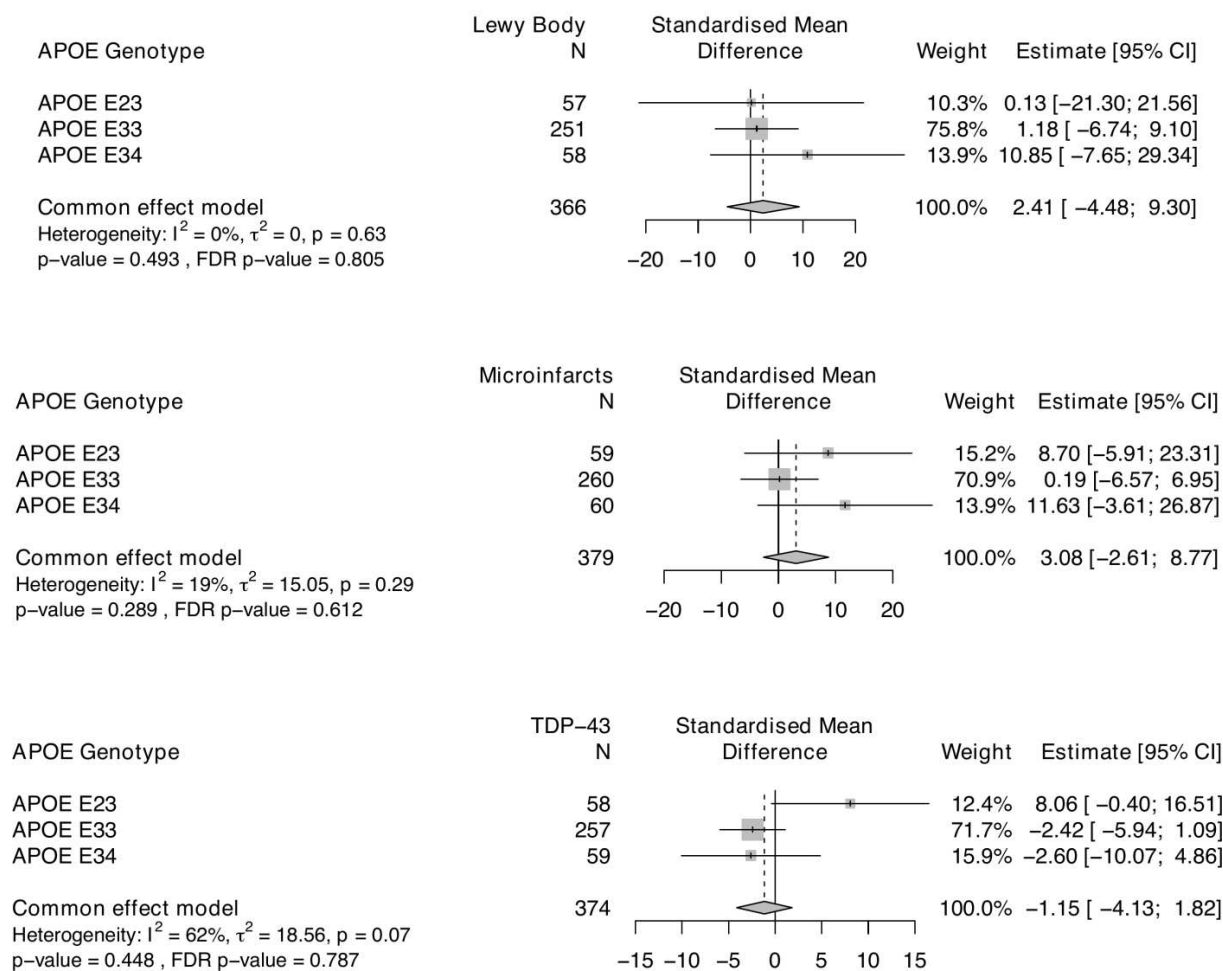 Lewy Body Standardised Mean
APOE Genotype N Difference Weight Estimate [95% CI]
APOE E23 57 10.3% 0.13 [−21.30; 21.56]
APOE E33 251 75.8% 1.18 [ −6.74; 9.10]
APOE E34 58 13.9% 10.85 [ −7.65; 29.34]
Common effect model 366 100.0% 2.41 [ −4.48; 9.30]
Heterogeneity: I² = 0%, τ² = 0, p = 0.63
p−value = 0.493 , FDR p−value = 0.805
−20 −10 0 10 20
Microinfarcts Standardised Mean
APOE Genotype N Difference Weight Estimate [95% CI]
APOE E23 59 15.2% 8.70 [−5.91; 23.31]
APOE E33 260 70.9% 0.19 [−6.57; 6.95]
APOE E34 60 13.9% 11.63 [−3.61; 26.87]
Common effect model 379 100.0% 3.08 [−2.61; 8.77]
Heterogeneity: I² = 19%, τ² = 15.05, p = 0.29
p−value = 0.289 , FDR p−value = 0.612
−20 −10 0 10 20
TDP−43 Standardised Mean
APOE Genotype N Difference Weight Estimate [95% CI]
APOE E23 58 12.4% 8.06 [ −0.40; 16.51]
APOE E33 257 71.7% −2.42 [ −5.94; 1.09]
APOE E34 59 15.9% −2.60 [−10.07; 4.86]
Common effect model 374 100.0% −1.15 [ −4.13; 1.82]
Heterogeneity: I² = 62%, τ² = 18.56, p = 0.07
p−value = 0.448 , FDR p−value = 0.787
−15 −10 −5 0 5 10 15